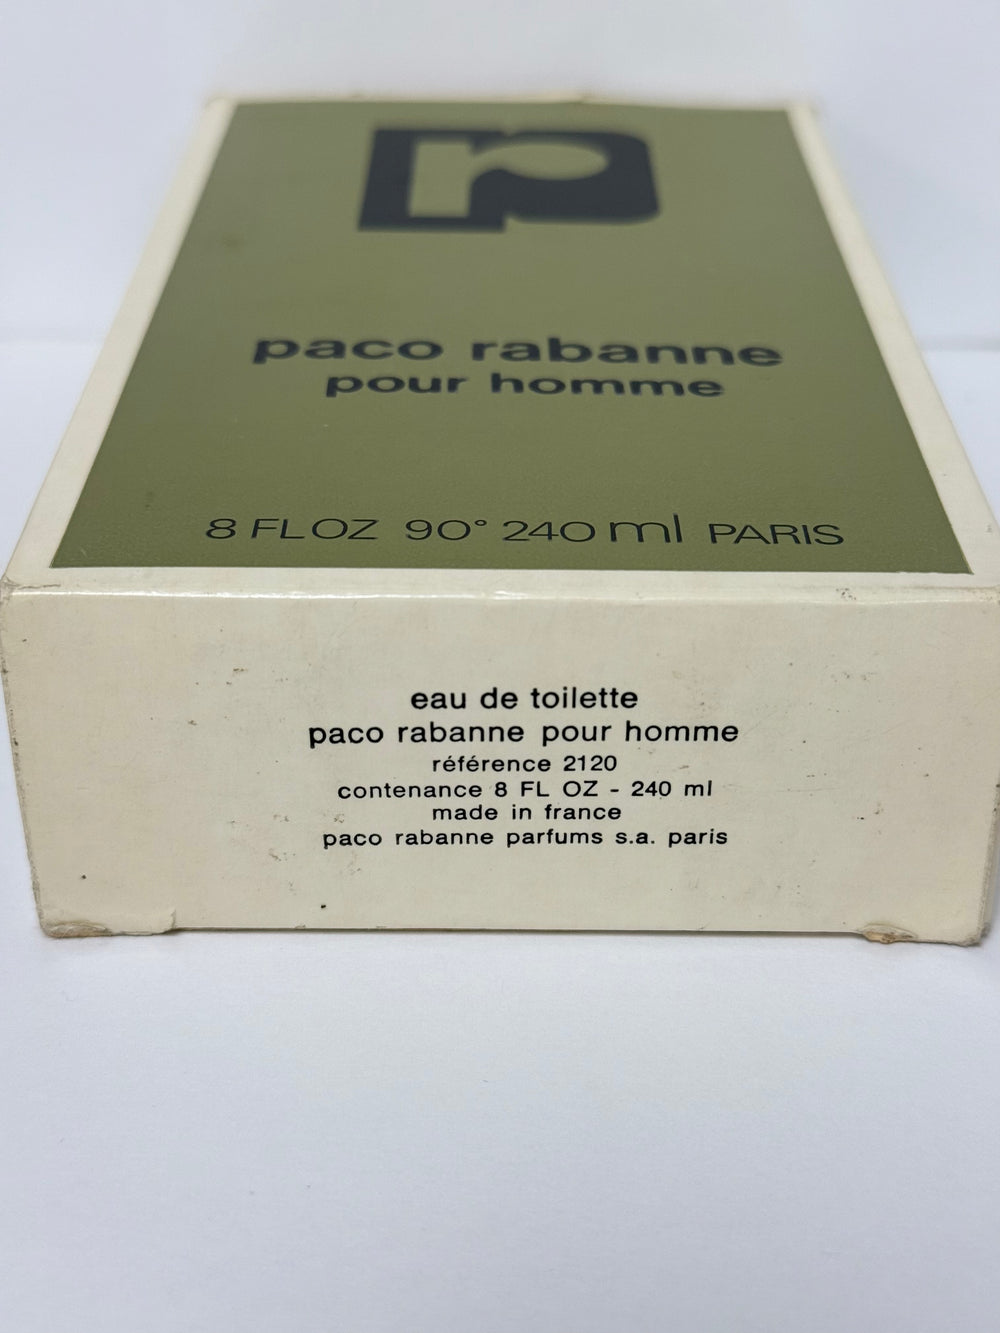 paco rabanne
pour homme
8 FL OZ 90° 240 ml PARIS
eau de toilette
paco rabanne pour homme
référence 2120
contenance 8 FL OZ - 240 ml
made in france
paco rabanne parfums s.a. paris